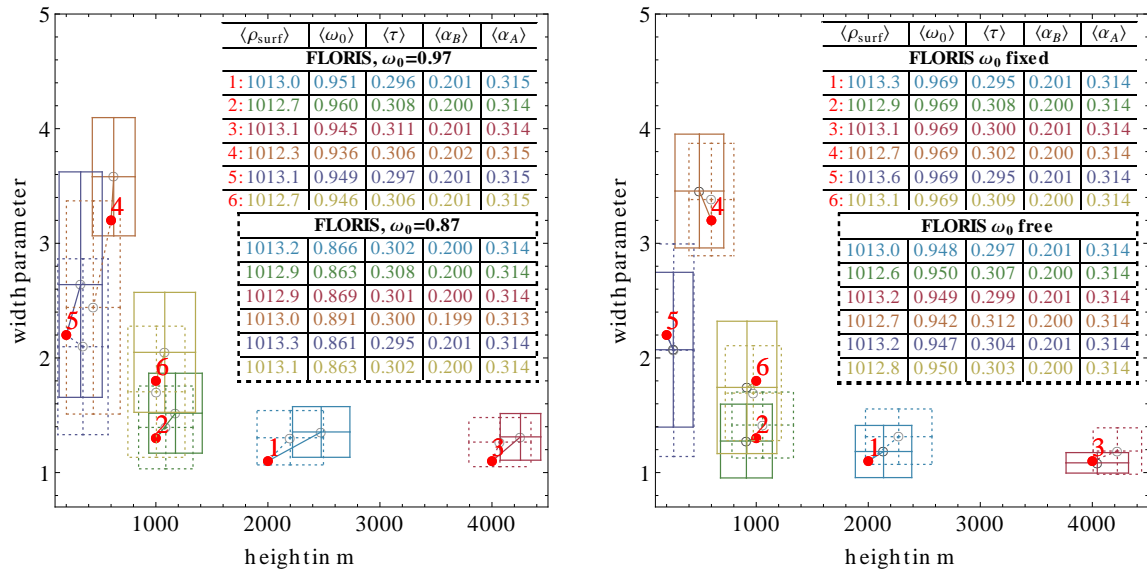 5
4
3
2
1
widthparameter
1000
2000
3000
4000
heightin m
⟨ρsurf⟩ ⟨ω0⟩ ⟨τ⟩ ⟨αB⟩ ⟨αA⟩
FLORIS, ω0=0.97
1: 1013.0 0.951 0.296 0.201 0.315
2: 1012.7 0.960 0.308 0.200 0.314
3: 1013.1 0.945 0.311 0.201 0.314
4: 1012.3 0.936 0.306 0.202 0.315
5: 1013.1 0.949 0.297 0.201 0.315
6: 1012.7 0.946 0.306 0.201 0.315
FLORIS, ω0=0.87
1013.2 0.866 0.302 0.200 0.314
1012.9 0.863 0.308 0.200 0.314
1012.9 0.869 0.301 0.200 0.314
1013.0 0.891 0.300 0.199 0.313
1013.3 0.861 0.295 0.201 0.314
1013.1 0.863 0.302 0.200 0.314
4
5
6
2
1
3
5
4
3
2
1
widthparameter
1000
2000
3000
4000
heightin m
⟨ρsurf⟩ ⟨ω0⟩ ⟨τ⟩ ⟨αB⟩ ⟨αA⟩
FLORIS ω0 fixed
1: 1013.3 0.969 0.295 0.201 0.314
2: 1012.9 0.969 0.308 0.200 0.314
3: 1013.1 0.969 0.300 0.201 0.314
4: 1012.7 0.969 0.302 0.200 0.314
5: 1013.6 0.969 0.295 0.201 0.314
6: 1013.1 0.969 0.309 0.200 0.314
FLORIS ω0 free
1013.0 0.948 0.297 0.201 0.314
1012.6 0.950 0.307 0.200 0.314
1013.2 0.949 0.299 0.201 0.314
1012.7 0.942 0.312 0.200 0.314
1013.2 0.947 0.304 0.201 0.314
1012.8 0.950 0.303 0.200 0.314
4
5
6
2
1
3